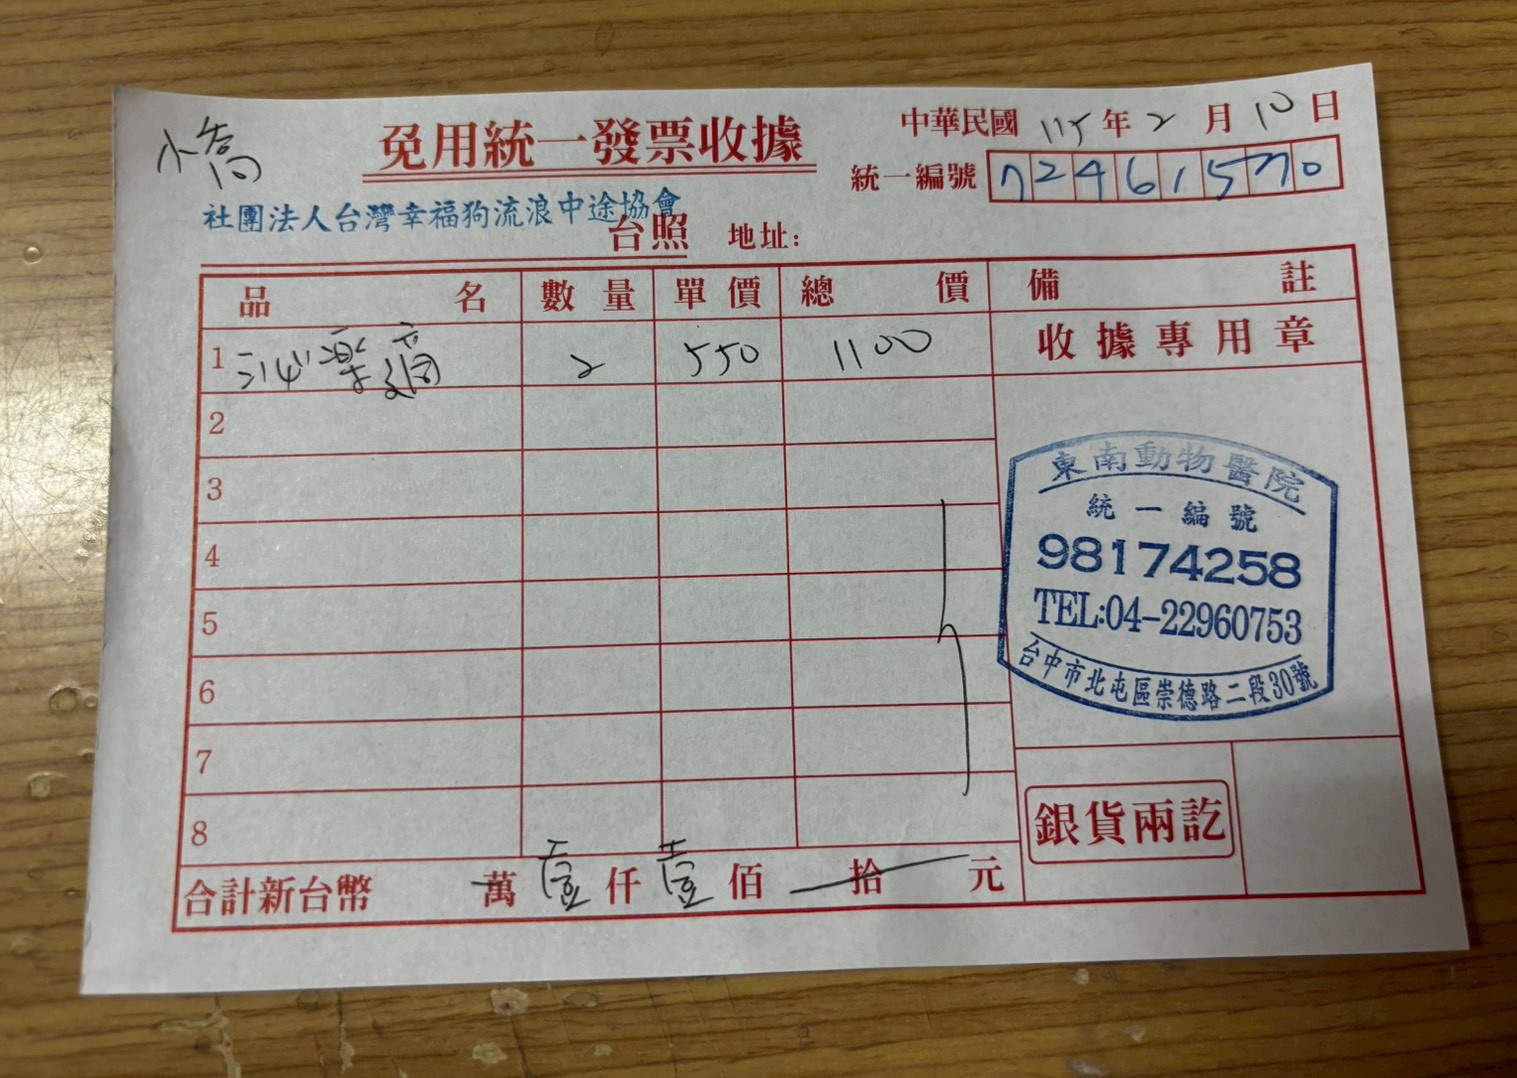 小喬
免用統一發票收據
中華民國 115 年 2 月 10 日
統一編號 72461570
社團法人台灣幸福狗流浪中途協會
台照 地址:
品名 數量 單價 總價 備註
1 沁樂適 2 550 1100
收據專用章
2
3
4
5
6
7
8
東南動物醫院
統一編號
98174258
TEL:04-22960753
台中市北屯區崇德路二段30號
銀貨兩訖
合計新台幣 萬 壹 仟 壹 佰 拾 元